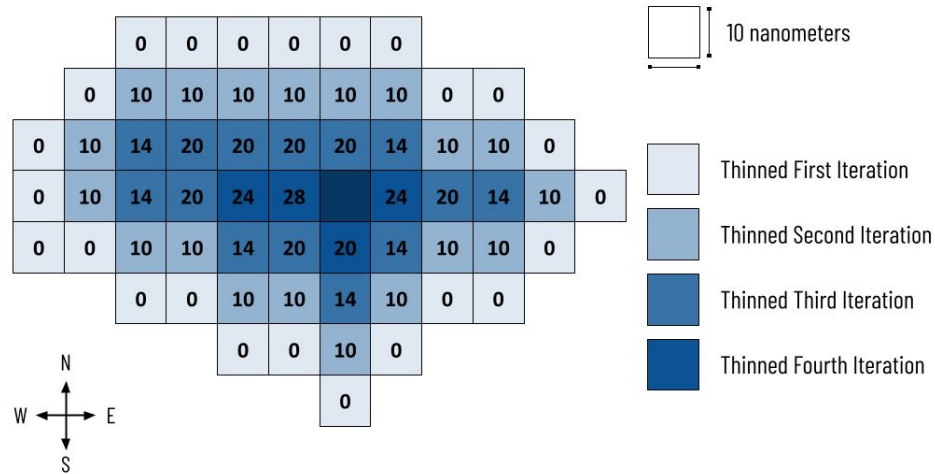 0 0 0 0 0 0
0 10 10 10 10 10 10 0 0
0 10 14 20 20 20 20 14 10 10 0
0 10 14 20 24 28 24 20 14 10 0
0 0 10 10 14 20 20 14 10 10 0
0 0 10 10 14 10 0 0
0 0 10 0
0
10 nanometers
Thinned First Iteration
Thinned Second Iteration
Thinned Third Iteration
Thinned Fourth Iteration
N
W E
S